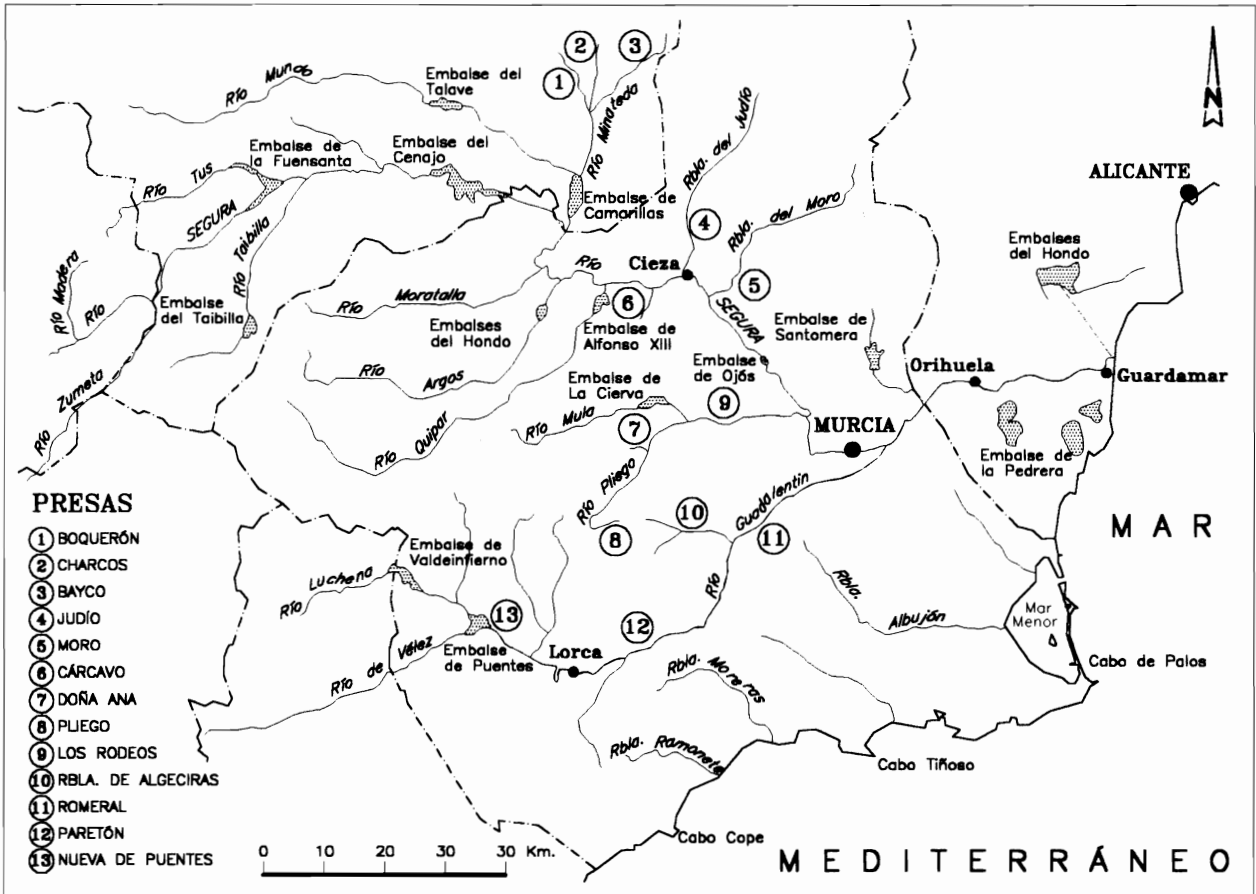 Río Munos
Embalse del
Talave
1
2
3
Río Minateda
Rbla. del Judío
N
Embalse de
la Fuensanta
Embalse del
Cenajo
Río Tus
SEGURA
Río Taibilla
Embalse de
Camarillas
4
Rbla. del Moro
ALICANTE
Río Madera
Río
Embalse
del Taibilla
Río Moratalla
Río
Cieza
5
SEGURA
Embalses
del Hondo
Embalses
del Hondo
6
Embalse de
Alfonso XIII
Embalse de
Santomera
Río Zumeta
Río Argos
Embalse de
La Cierva
Embalse
de Ojós
Orihuela
Guardamar
Río Quipar
Río Mula
7
9
MURCIA
Embalse de
la Pedrera
Río Pliego
8
10
Río Guadalentin
11
MAR
PRESAS
1 BOQUERÓN
2 CHARCOS
3 BAYCO
4 JUDÍO
5 MORO
6 CÁRCAVO
7 DOÑA ANA
8 PLIEGO
9 LOS RODEOS
10 RBLA. DE ALGECIRAS
11 ROMERAL
12 PARETÓN
13 NUEVA DE PUENTES
Embalse de
Valdeinfierno
Río Luchena
13
Embalse
de Puentes
Río de Vélez
Lorca
12
Rbla. Albuján
Mar
Menor
Cabo de Palos
Rbla. Moreras
Rbla. Ramonete
Cabo Tiñoso
Cabo Cope
0 10 20 30 Km.
MEDITERRÁNEO